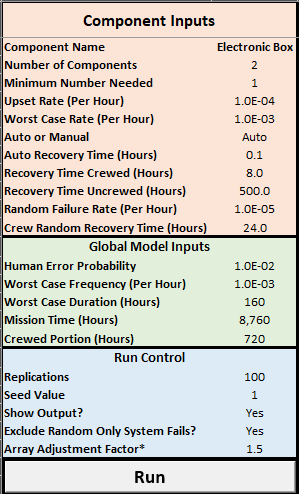 Component Inputs
Component Name Electronic Box
Number of Components 2
Minimum Number Needed 1
Upset Rate (Per Hour) 1.0E-04
Worst Case Rate (Per Hour) 1.0E-03
Auto or Manual Auto
Auto Recovery Time (Hours) 0.1
Recovery Time Crewed (Hours) 8.0
Recovery Time Uncrewed (Hours) 500.0
Random Failure Rate (Per Hour) 1.0E-05
Crew Random Recovery Time (Hours) 24.0
Global Model Inputs
Human Error Probability 1.0E-02
Worst Case Frequency (Per Hour) 1.0E-03
Worst Case Duration (Hours) 160
Mission Time (Hours) 8,760
Crewed Portion (Hours) 720
Run Control
Replications 100
Seed Value 1
Show Output? Yes
Exclude Random Only System Fails? Yes
Array Adjustment Factor* 1.5
Run